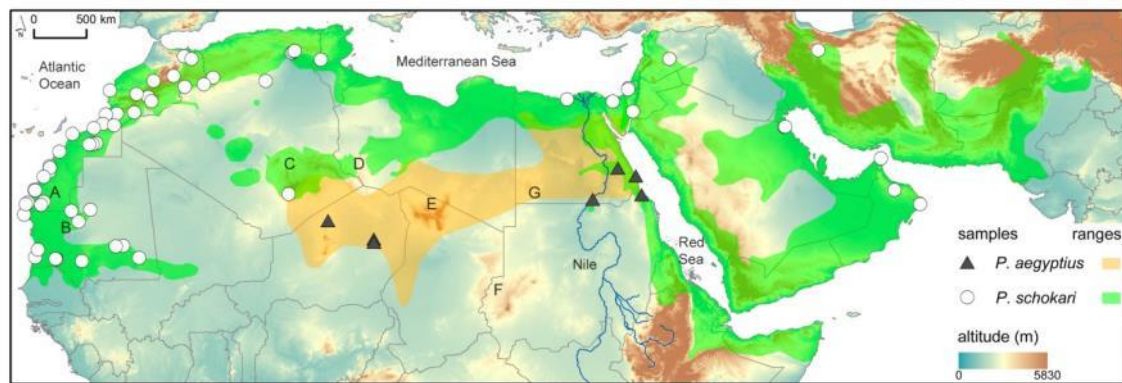 N
0 500 km
Atlantic
Ocean
Mediterranean Sea
C
D
A
B
E
G
F
Nile
Red
Sea
samples ranges
P. aegyptius
P. schokari
altitude (m)
0 5830